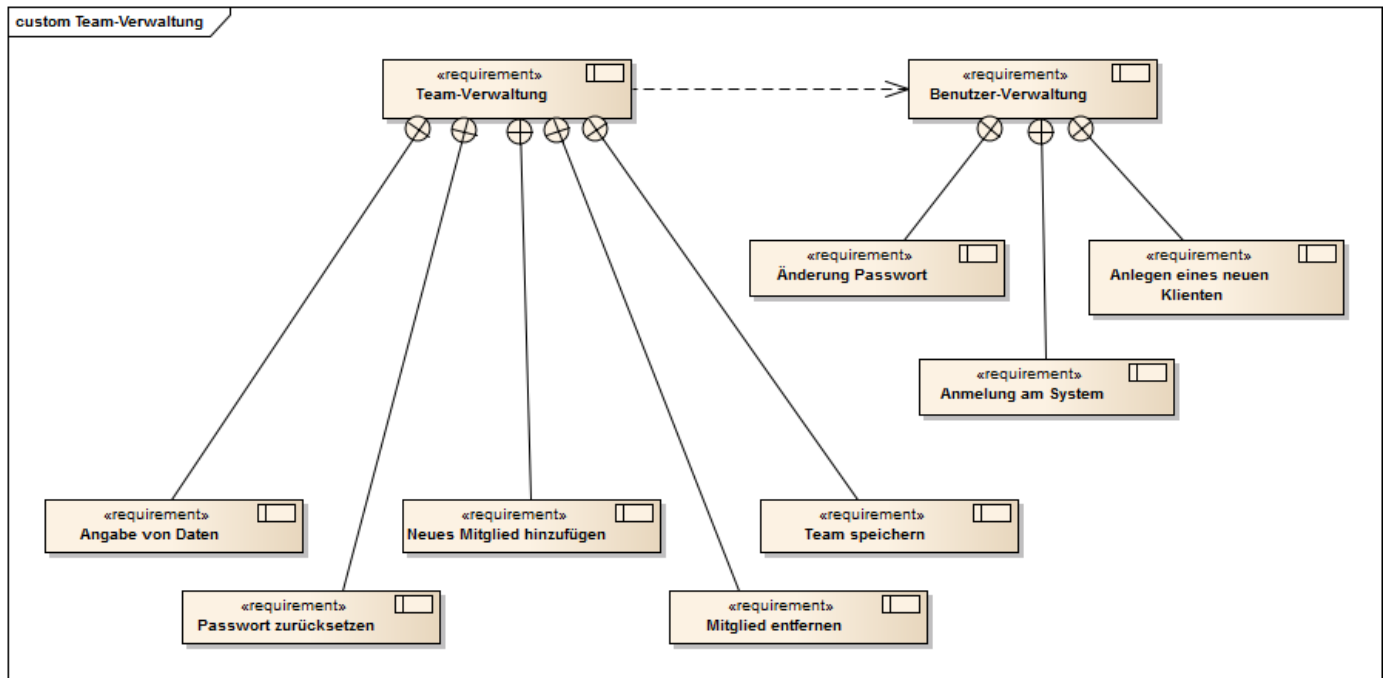 custom Team-Verwaltung
«requirement»
Team-Verwaltung
«requirement»
Benutzer-Verwaltung
«requirement»
Änderung Passwort
«requirement»
Anlegen eines neuen
Klienten
«requirement»
Anmelung am System
«requirement»
Angabe von Daten
«requirement»
Neues Mitglied hinzufügen
«requirement»
Team speichern
«requirement»
Passwort zurücksetzen
«requirement»
Mitglied entfernen